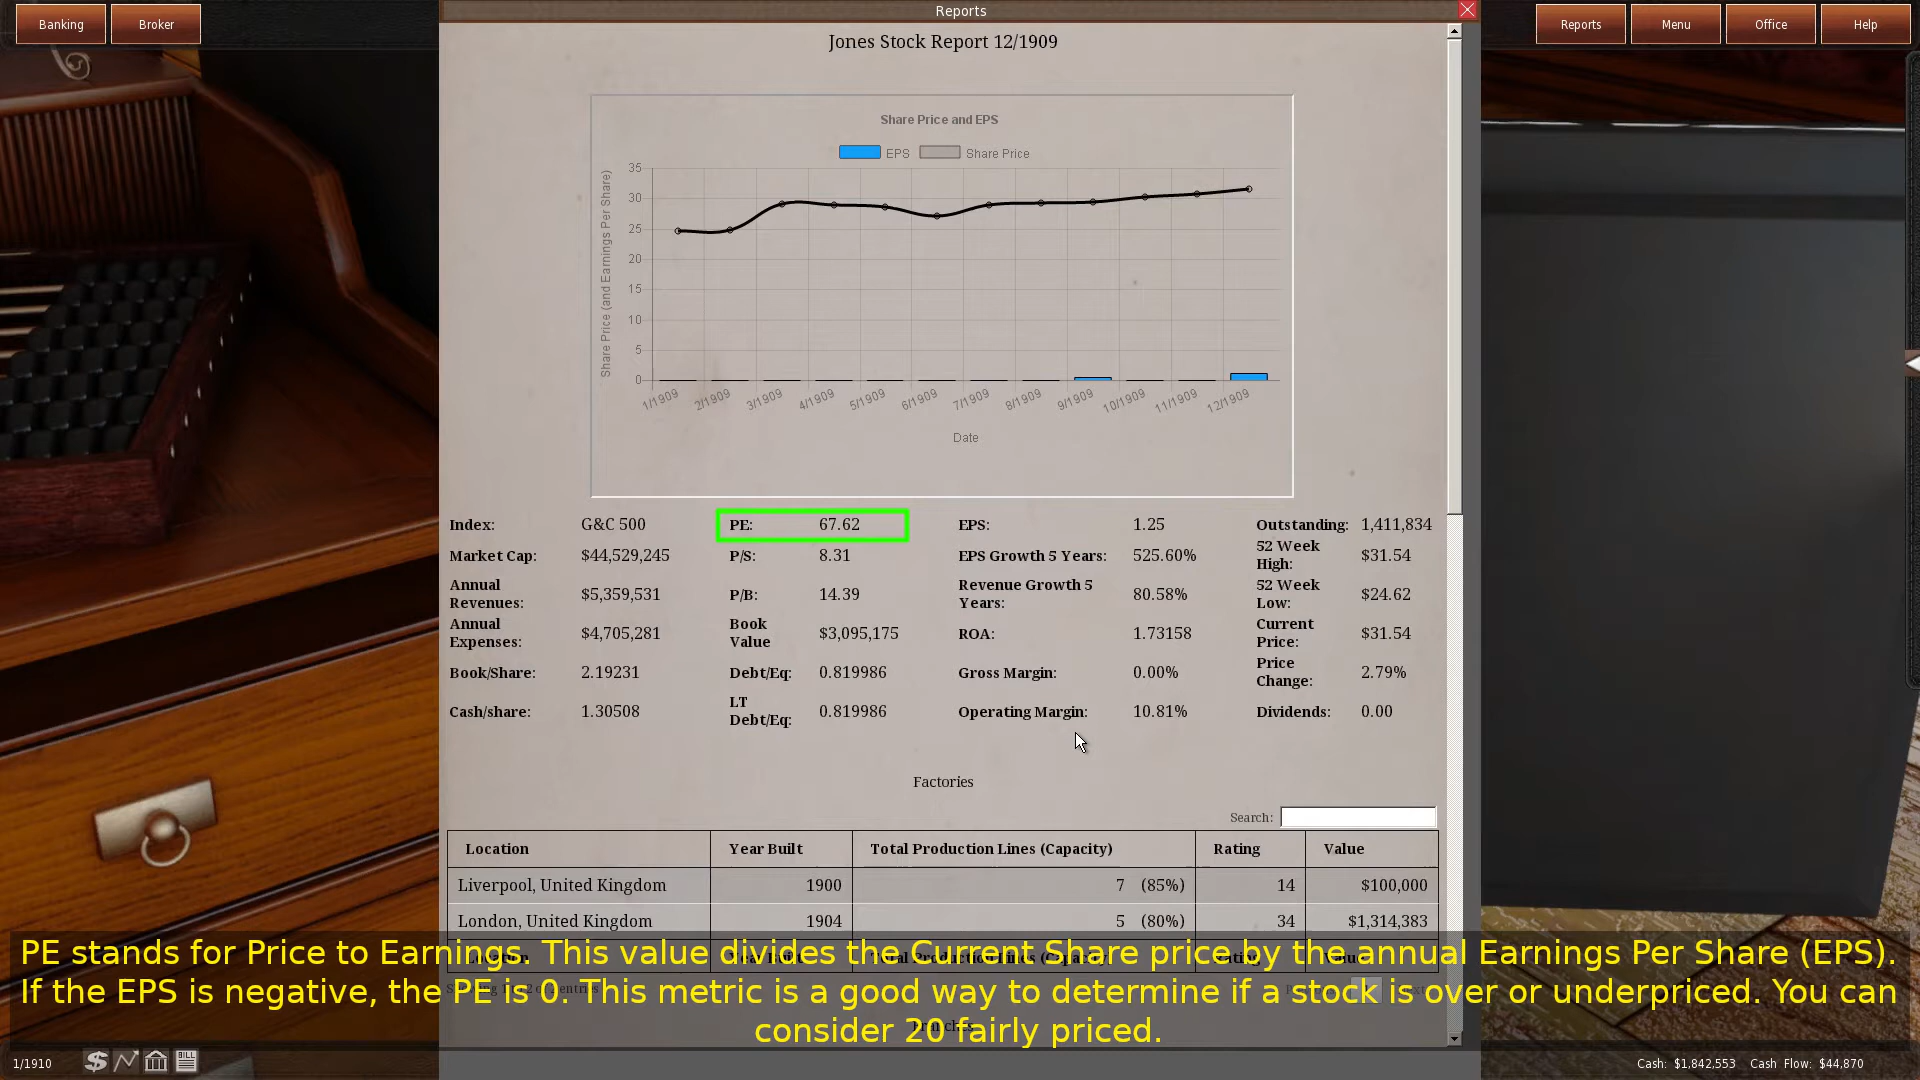 Banking
Broker
Reports
Reports
Menu
Office
Help
Jones Stock Report 12/1909
Share Price and EPS
EPS
Share Price
Share Price (and Earnings Per Share)
35
30
25
20
15
10
5
0
1/1909
2/1909
3/1909
4/1909
5/1909
6/1909
7/1909
8/1909
9/1909
10/1909
11/1909
12/1909
Date
Index: G&C 500 PE: 67.62 EPS: 1.25 Outstanding: 1,411,834
Market Cap: $44,529,245 P/S: 8.31 EPS Growth 5 Years: 525.60% 52 Week High: $31.54
Annual Revenues: $5,359,531 P/B: 14.39 Revenue Growth 5 Years: 80.58% 52 Week Low: $24.62
Annual Expenses: $4,705,281 Book Value $3,095,175 ROA: 1.73158 Current Price: $31.54
Book/Share: 2.19231 Debt/Eq: 0.819986 Gross Margin: 0.00% Price Change: 2.79%
Cash/share: 1.30508 LT Debt/Eq: 0.819986 Operating Margin: 10.81% Dividends: 0.00
Factories
Search:
Location Year Built Total Production Lines (Capacity) Rating Value
Liverpool, United Kingdom 1900 7 (85%) 14 $100,000
London, United Kingdom 1904 5 (80%) 34 $1,314,383
PE stands for Price to Earnings. This value divides the Current Share price by the annual Earnings Per Share (EPS).
If the EPS is negative, the PE is 0. This metric is a good way to determine if a stock is over or underpriced. You can
consider 20 fairly priced.
1/1910
BILL
Cash: $1,842,553 Cash Flow: $44,870